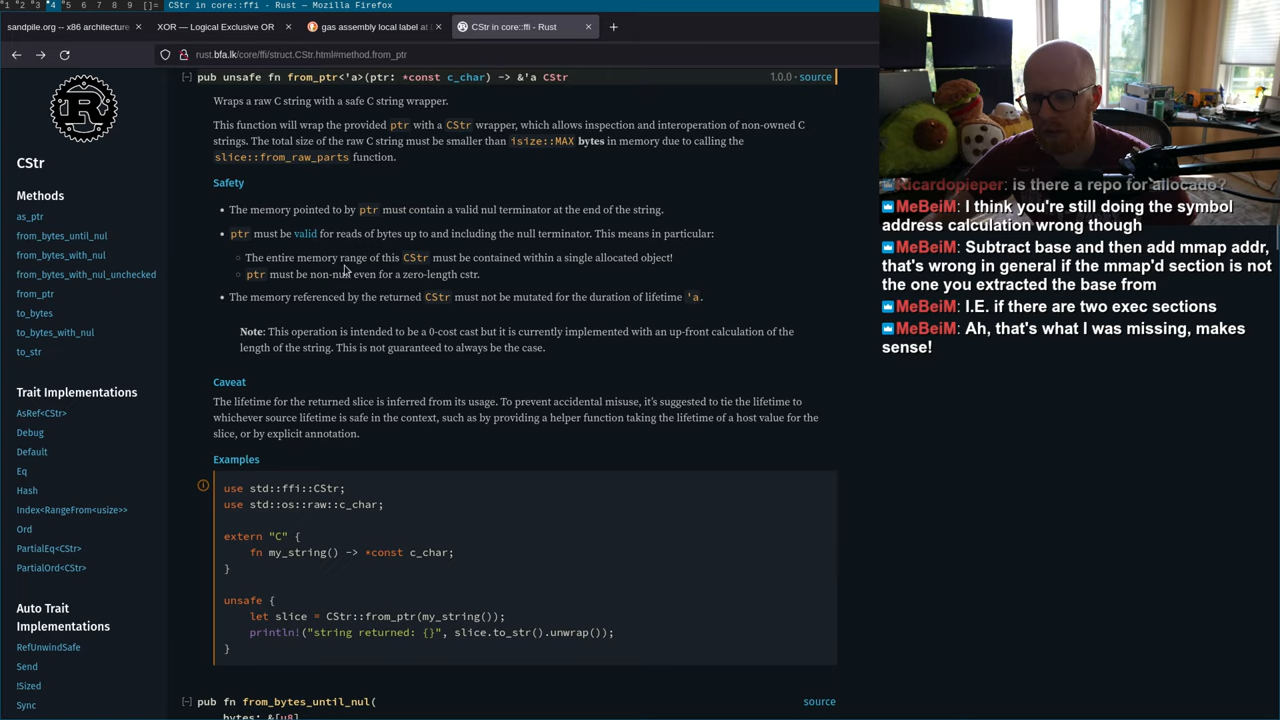 1 2 3 4 5 6 7 8 9 []= CStr in core::ffi - Rust — Mozilla Firefox
sandpile.org -- x86 architecture
XOR — Logical Exclusive OR
gas assembly local label at
CStr in core::ffi - Rust
rust.bfa.lk/core/ffi/struct.CStr.html#method.from_ptr
CStr
Methods
as_ptr
from_bytes_until_nul
from_bytes_with_nul
from_bytes_with_nul_unchecked
from_ptr
to_bytes
to_bytes_with_nul
to_str
Trait Implementations
AsRef<CStr>
Debug
Default
Eq
Hash
Index<RangeFrom<usize>>
Ord
PartialEq<CStr>
PartialOrd<CStr>
Auto Trait
Implementations
RefUnwindSafe
Send
!Sized
Sync
[−] pub unsafe fn from_ptr<'a>(ptr: *const c_char) -> &'a CStr
1.0.0 · source
Wraps a raw C string with a safe C string wrapper.
This function will wrap the provided ptr with a CStr wrapper, which allows inspection and interoperation of non-owned C
strings. The total size of the raw C string must be smaller than isize::MAX bytes in memory due to calling the
slice::from_raw_parts function.
Safety
• The memory pointed to by ptr must contain a valid nul terminator at the end of the string.
• ptr must be valid for reads of bytes up to and including the null terminator. This means in particular:
◦ The entire memory range of this CStr must be contained within a single allocated object!
◦ ptr must be non-null even for a zero-length cstr.
• The memory referenced by the returned CStr must not be mutated for the duration of lifetime 'a.
Note: This operation is intended to be a 0-cost cast but it is currently implemented with an up-front calculation of the
length of the string. This is not guaranteed to always be the case.
Caveat
The lifetime for the returned slice is inferred from its usage. To prevent accidental misuse, it's suggested to tie the lifetime to
whichever source lifetime is safe in the context, such as by providing a helper function taking the lifetime of a host value for the
slice, or by explicit annotation.
Examples
use std::ffi::CStr;
use std::os::raw::c_char;
extern "C" {
fn my_string() -> *const c_char;
}
unsafe {
let slice = CStr::from_ptr(my_string());
println!("string returned: {}", slice.to_str().unwrap());
}
[−] pub fn from_bytes_until_nul(
source
bytes: &[u8]
Ricardopieper: is there a repo for allocado?
MeBeiM: I think you're still doing the symbol
address calculation wrong though
MeBeiM: Subtract base and then add mmap addr,
that's wrong in general if the mmap'd section is not
the one you extracted the base from
MeBeiM: I.E. if there are two exec sections
MeBeiM: Ah, that's what I was missing, makes
sense!